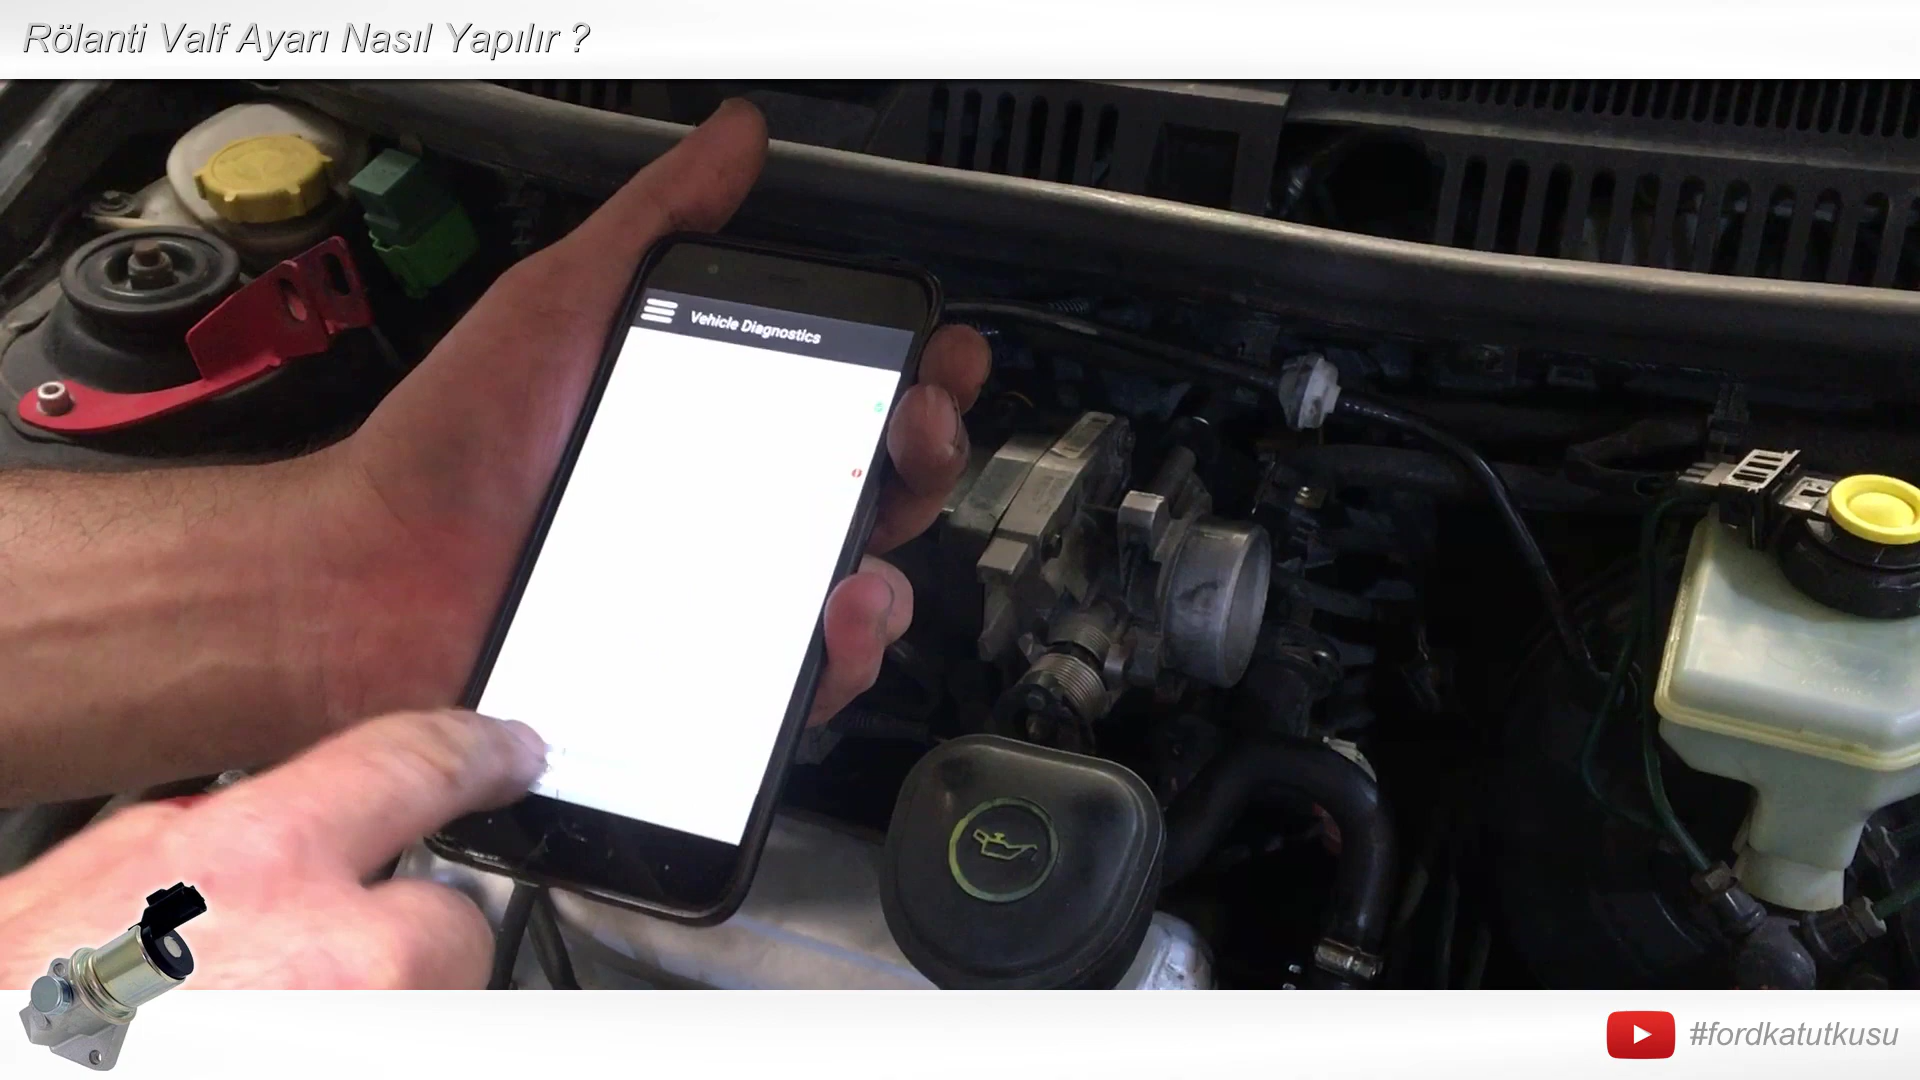 Rölanti Valf Ayarı Nasıl Yapılır ?
Vehicle Diagnostics
#fordkatutkusu